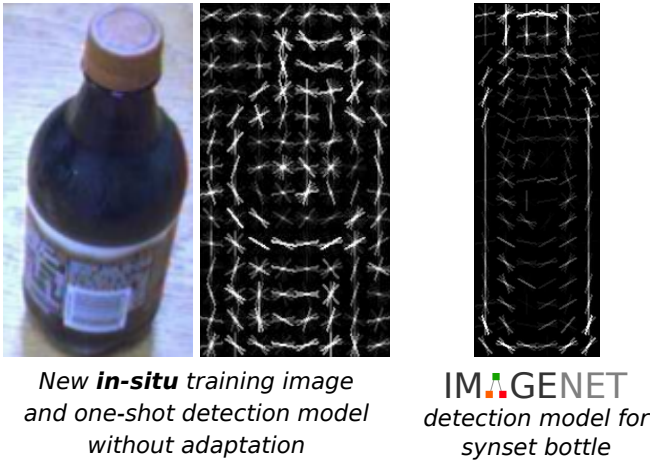 New in-situ training image
and one-shot detection model
without adaptation
IMAGENET
detection model for
synset bottle